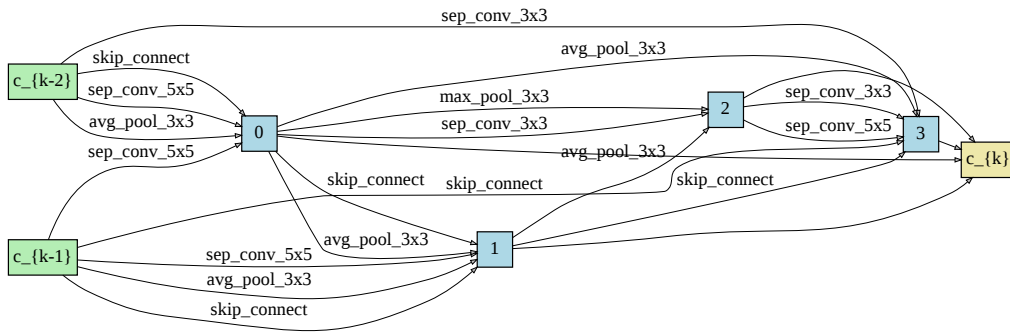 sep_conv_3x3
skip_connect
avg_pool_3x3
c_{k-2}
sep_conv_5x5
max_pool_3x3
sep_conv_3x3
2
avg_pool_3x3
sep_conv_3x3
sep_conv_5x5
0
3
sep_conv_5x5
avg_pool_3x3
c_{k}
skip_connect
skip_connect
skip_connect
avg_pool_3x3
1
c_{k-1}
sep_conv_5x5
avg_pool_3x3
skip_connect